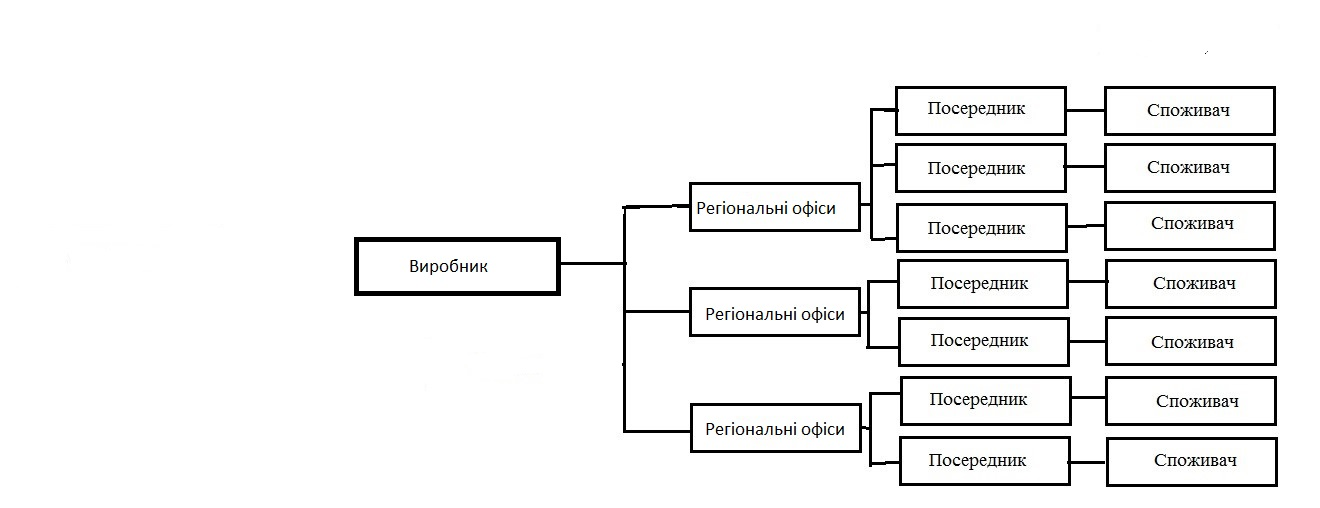 Посередник
Споживач
Посередник
Споживач
Регіональні офіси
Посередник
Споживач
Виробник
Посередник
Споживач
Регіональні офіси
Посередник
Споживач
Посередник
Споживач
Регіональні офіси
Посередник
Споживач